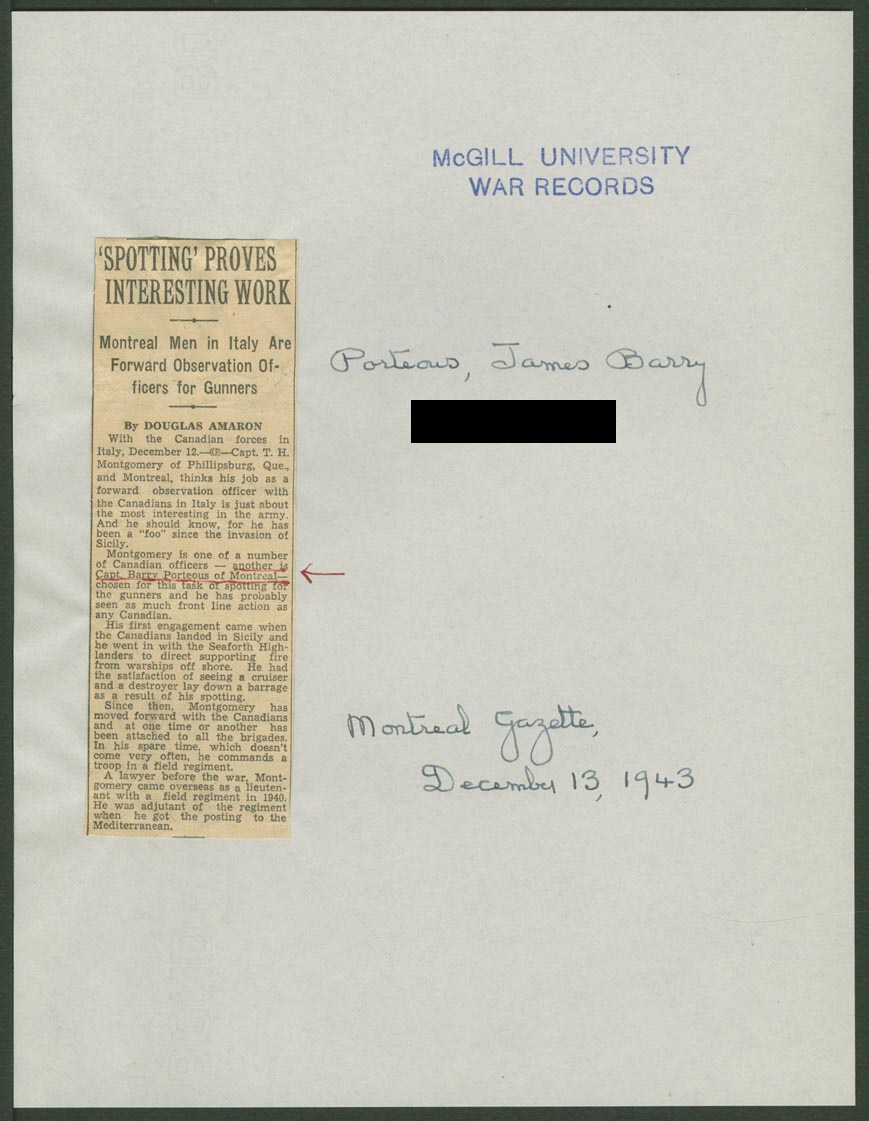 McGILL UNIVERSITY
WAR RECORDS
'SPOTTING' PROVES
INTERESTING WORK
Montreal Men in Italy Are
Forward Observation Of-
ficers for Gunners
By DOUGLAS AMARON
With the Canadian forces in
Italy, December 12.—(CP)—Capt. T. H.
Montgomery of Phillipsburg, Que.,
and Montreal, thinks his job as a
forward observation officer with
the Canadians in Italy is just about
the most interesting in the army.
And he should know, for he has
been a "foo" since the invasion of
Sicily.
Montgomery is one of a number
of Canadian officers — another is
Capt. Barry Porteous of Montreal—
chosen for this task of spotting for
the gunners and he has probably
seen as much front line action as
any Canadian.
His first engagement came when
the Canadians landed in Sicily and
he went in with the Seaforth High-
landers to direct supporting fire
from warships off shore. He had
the satisfaction of seeing a cruiser
and a destroyer lay down a barrage
as a result of his spotting.
Since then, Montgomery has
moved forward with the Canadians
and at one time or another has
been attached to all the brigades.
In his spare time, which doesn't
come very often, he commands a
troop in a field regiment.
A lawyer before the war, Mont-
gomery came overseas as a lieuten-
ant with a field regiment in 1940.
He was adjutant of the regiment
when he got the posting to the
Mediterranean.
Porteous, James Barry
Montreal Gazette,
December 13, 1943